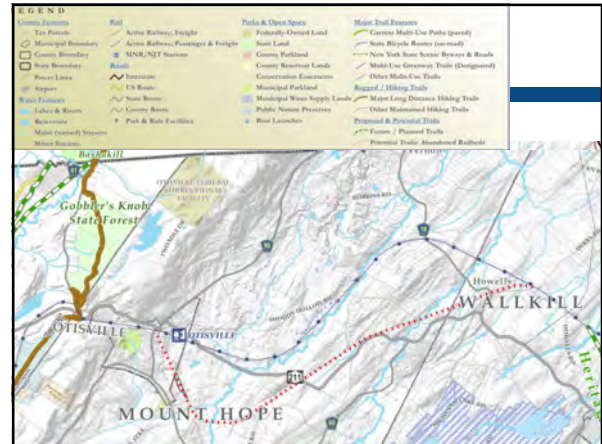 LEGEND
County Features
Tax Parcels
Municipal Boundary
County Boundary
State Boundary
Power Lines
Airport
Water Features
Lakes & Rivers
Reservoirs
Major (named) Streams
Minor Streams
Rail
Active Railway, Freight
Active Railway, Passenger & Freight
MNR/NJT Stations
Roads
Interstate
US Route
State Route
County Route
Park & Ride Facilities
Parks & Open Space
Federally-Owned Land
State Land
County Parkland
County Reservoir Lands
Conservation Easements
Municipal Parkland
Municipal Water Supply Lands
Public Nature Preserves
Boat Launches
Major Trail Features
Current Multi-Use Paths (paved)
State Bicycle Routes (on-road)
New York State Scenic Byways & Roads
Multi-Use Greenway Trails (Designated)
Other Multi-Use Trails
Rugged / Hiking Trails
Major Long Distance Hiking Trails
Other Maintained Hiking Trails
Proposed & Potential Trails
Future / Planned Trails
Potential Trails: Abandoned Railbeds
Bashakill
OTISVILLE FEDERAL
CORRECTIONAL
FACILITY
Gobbler's Knob
State Forest
Howells
WALLKILL
OTISVILLE
OTISVILLE
211
MOUNT HOPE
Heritag